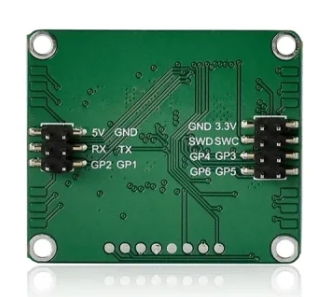 5V GND
RX TX
GP2 GP1
GND 3.3V
SWD SWC
GP4 GP3
GP6 GP5